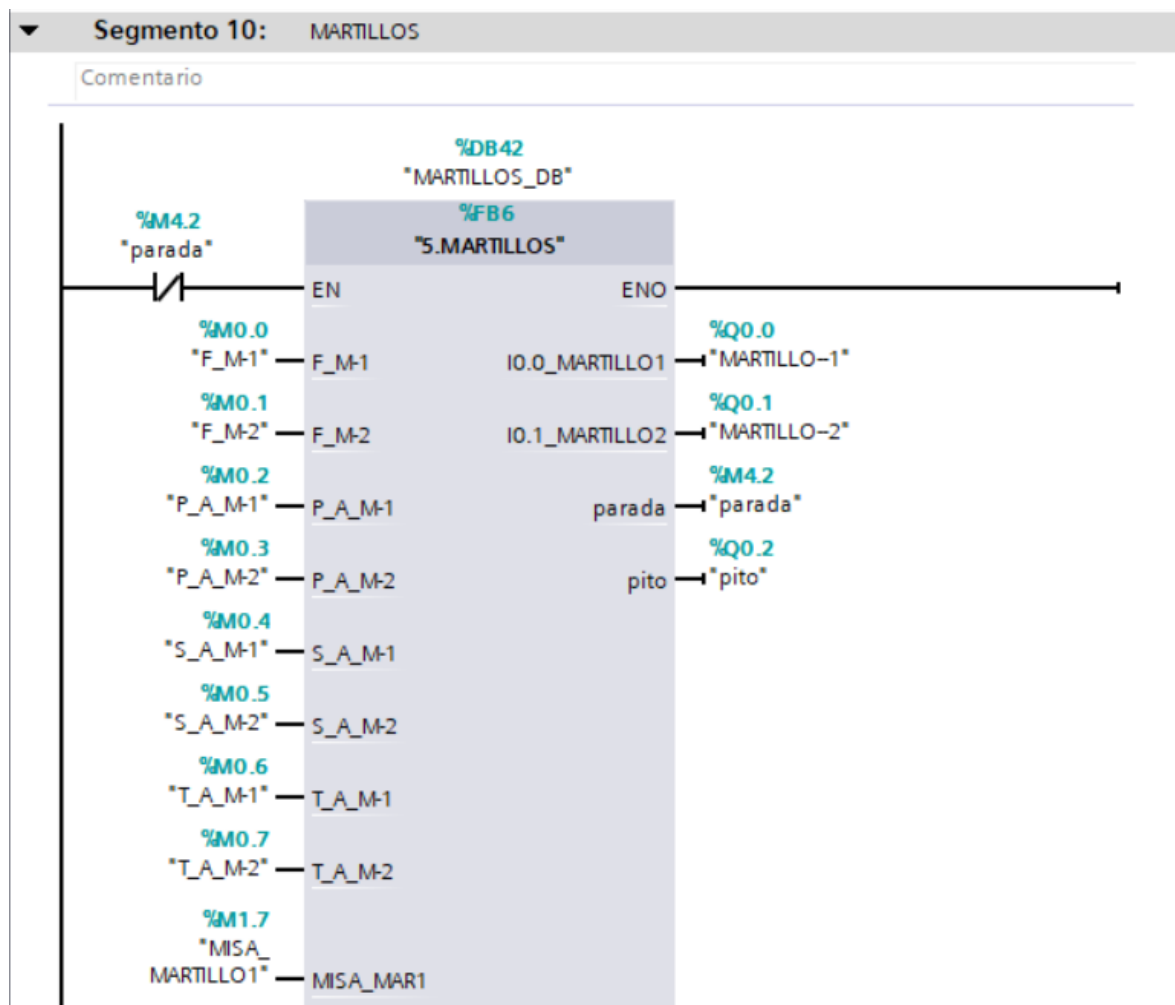 Segmento 10: MARTILLOS
Comentario
%DB42
"MARTILLOS_DB"
%FB6
"5.MARTILLOS"
%M4.2
"parada"
EN ENO
%M0.0 %Q0.0
"F_M-1" F_M-1 I0.0_MARTILLO1 "MARTILLO--1"
%M0.1 %Q0.1
"F_M-2" F_M-2 I0.1_MARTILLO2 "MARTILLO--2"
%M0.2 %M4.2
"P_A_M-1" P_A_M-1 parada "parada"
%M0.3 %Q0.2
"P_A_M-2" P_A_M-2 pito "pito"
%M0.4
"S_A_M-1" S_A_M-1
%M0.5
"S_A_M-2" S_A_M-2
%M0.6
"T_A_M-1" T_A_M-1
%M0.7
"T_A_M-2" T_A_M-2
%M1.7
"MISA_
MARTILLO1" MISA_MAR1